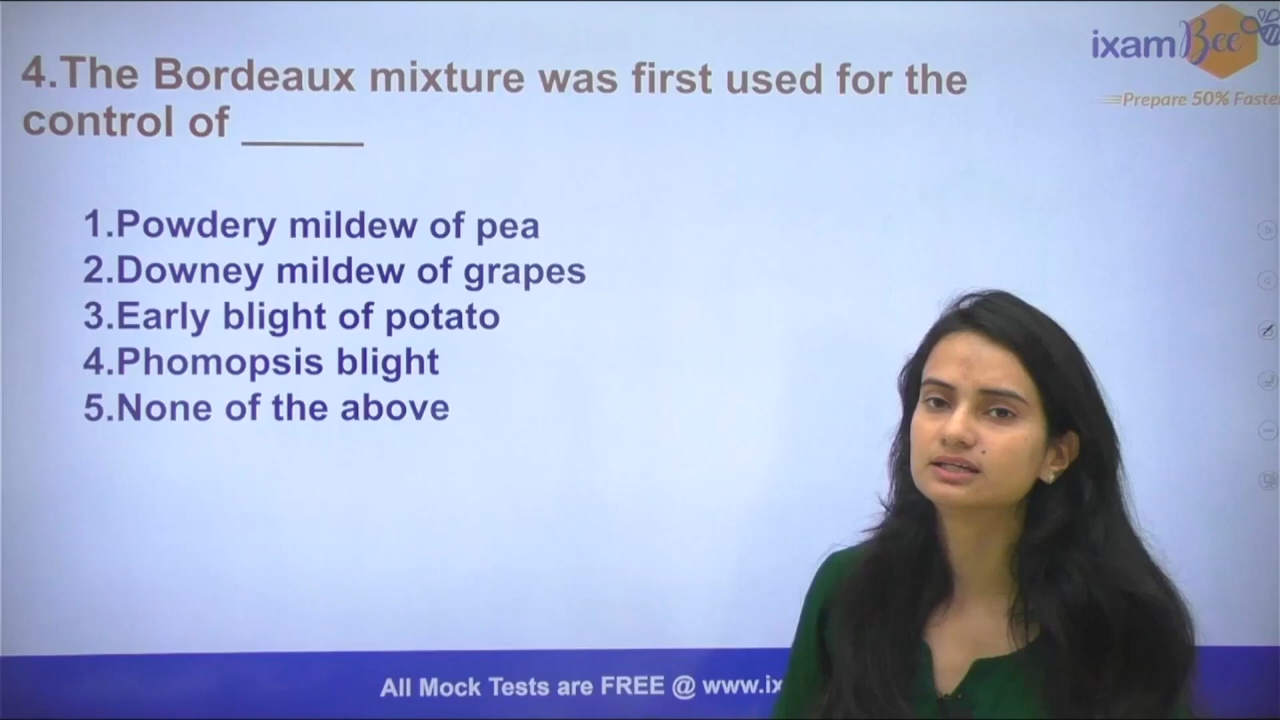 ixamBee
Prepare 50% Faste
4.The Bordeaux mixture was first used for the
control of _____
1.Powdery mildew of pea
2.Downey mildew of grapes
3.Early blight of potato
4.Phomopsis blight
5.None of the above
All Mock Tests are FREE @ www.ix